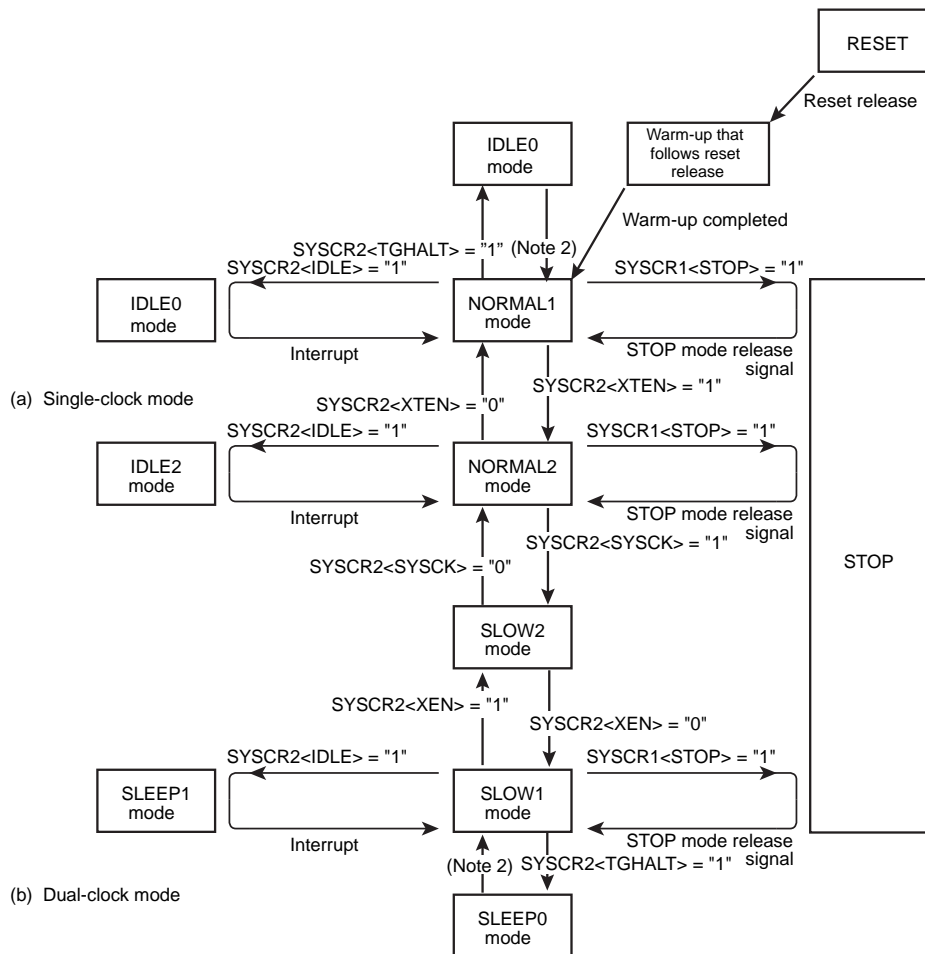 RESET
Reset release
IDLE0
mode
Warm-up that
follows reset
release
Warm-up completed
SYSCR2<TGHALT> = "1"
(Note 2)
SYSCR2<IDLE> = "1"
SYSCR1<STOP> = "1"
IDLE0
mode
NORMAL1
mode
Interrupt
STOP mode release
signal
(a) Single-clock mode
SYSCR2<XTEN> = "0"
SYSCR2<XTEN> = "1"
SYSCR2<IDLE> = "1"
SYSCR1<STOP> = "1"
IDLE2
mode
NORMAL2
mode
Interrupt
STOP mode release
signal
SYSCR2<SYSCK> = "0"
SYSCR2<SYSCK> = "1"
STOP
SLOW2
mode
SYSCR2<XEN> = "1"
SYSCR2<XEN> = "0"
SYSCR2<IDLE> = "1"
SYSCR1<STOP> = "1"
SLEEP1
mode
SLOW1
mode
Interrupt
STOP mode release
signal
(Note 2)
SYSCR2<TGHALT> = "1"
(b) Dual-clock mode
SLEEP0
mode